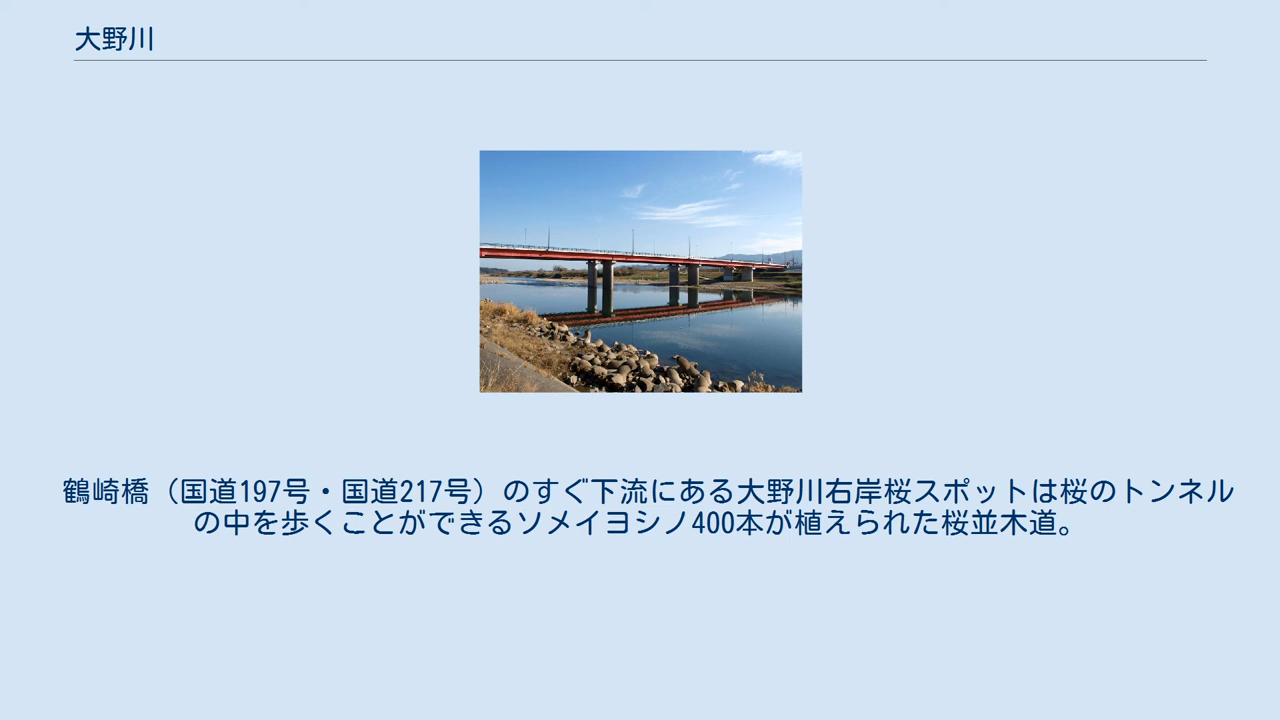 大野川
鶴崎橋（国道197号・国道217号）のすぐ下流にある大野川右岸桜スポットは桜のトンネル
の中を歩くことができるソメイヨシノ400本が植えられた桜並木道。